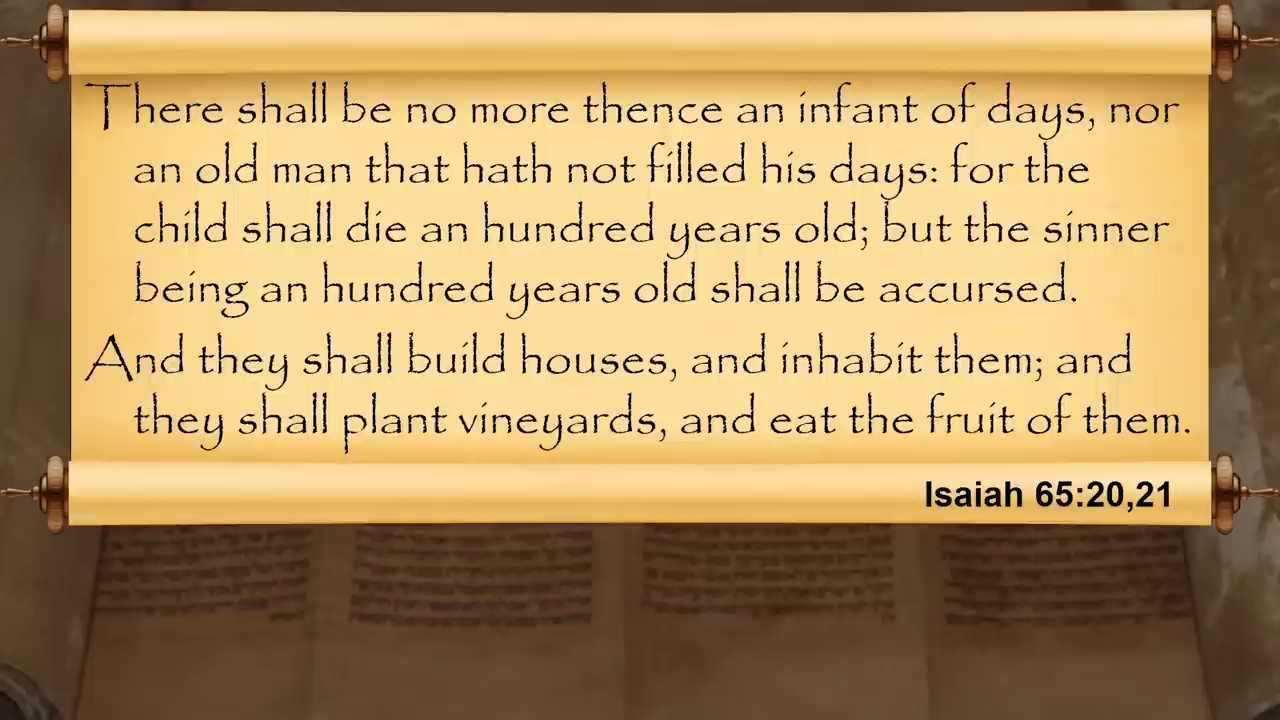 There shall be no more thence an infant of days, nor
an old man that hath not filled his days: for the
child shall die an hundred years old; but the sinner
being an hundred years old shall be accursed.
And they shall build houses, and inhabit them; and
they shall plant vineyards, and eat the fruit of them.
Isaiah 65:20,21